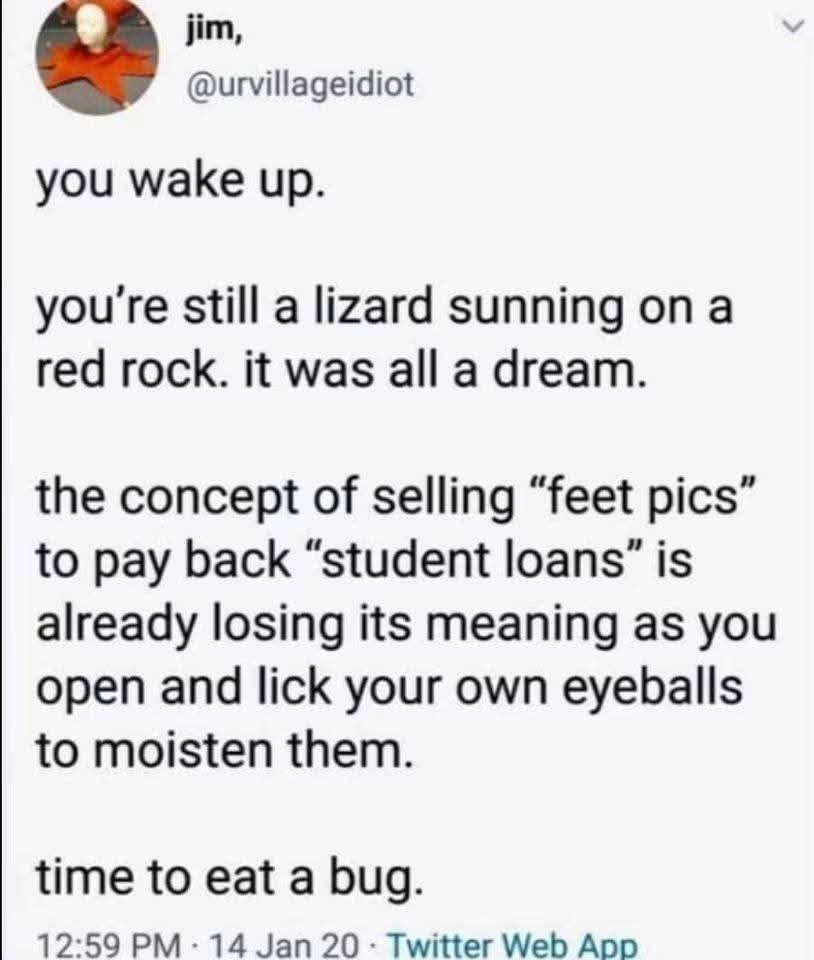 jim,
@urvillageidiot
you wake up.
you're still a lizard sunning on a
red rock. it was all a dream.
the concept of selling “feet pics”
to pay back “student loans” is
already losing its meaning as you
open and lick your own eyeballs
to moisten them.
time to eat a bug.
12:59 PM · 14 Jan 20 · Twitter Web App